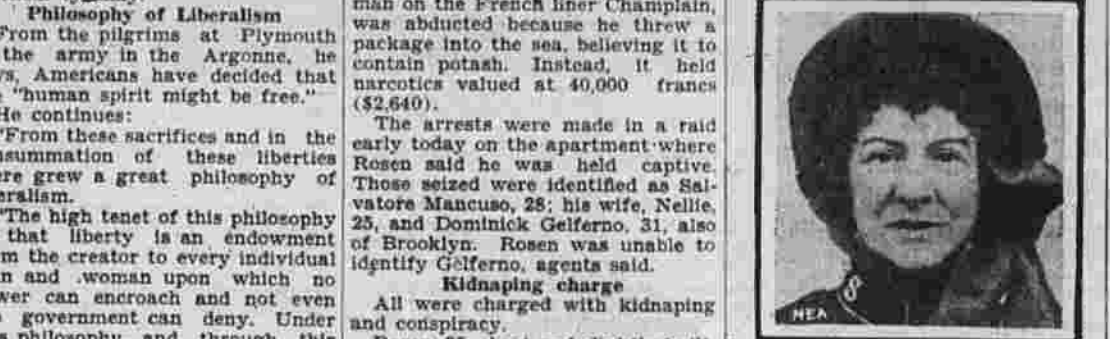 Philosophy of Liberalism
From the pilgrims at Plymouth
the army in the Argonne, he
Americans have decided that
"human spirit might be free."
He continues:
"From these sacrifices and in the
of these liberties
grew a great philosophy of
"The high tenet of this philosophy
that liberty is an endowment
the creator to every individual
and .woman upon which no
can encroach and not even
government can deny. Under
philosophy and through this
man on the French liner Champlain,
was abducted because he threw a
package into the sea, believing it to
contain potash. Instead, it held
narcotics valued at 40,000 francs
($2,640).
The arrests were made in a raid
early today on the apartment where
Rosen said he was held captive.
Those seized were identified as Sal-
vatore Mancuso, 28; his wife, Nellie,
25, and Dominick Gelferno, 31, also
of Brooklyn. Rosen was unable to
identify Gelferno, agents said.
Kidnaping charge
All were charged with kidnaping
and conspiracy.
NEA